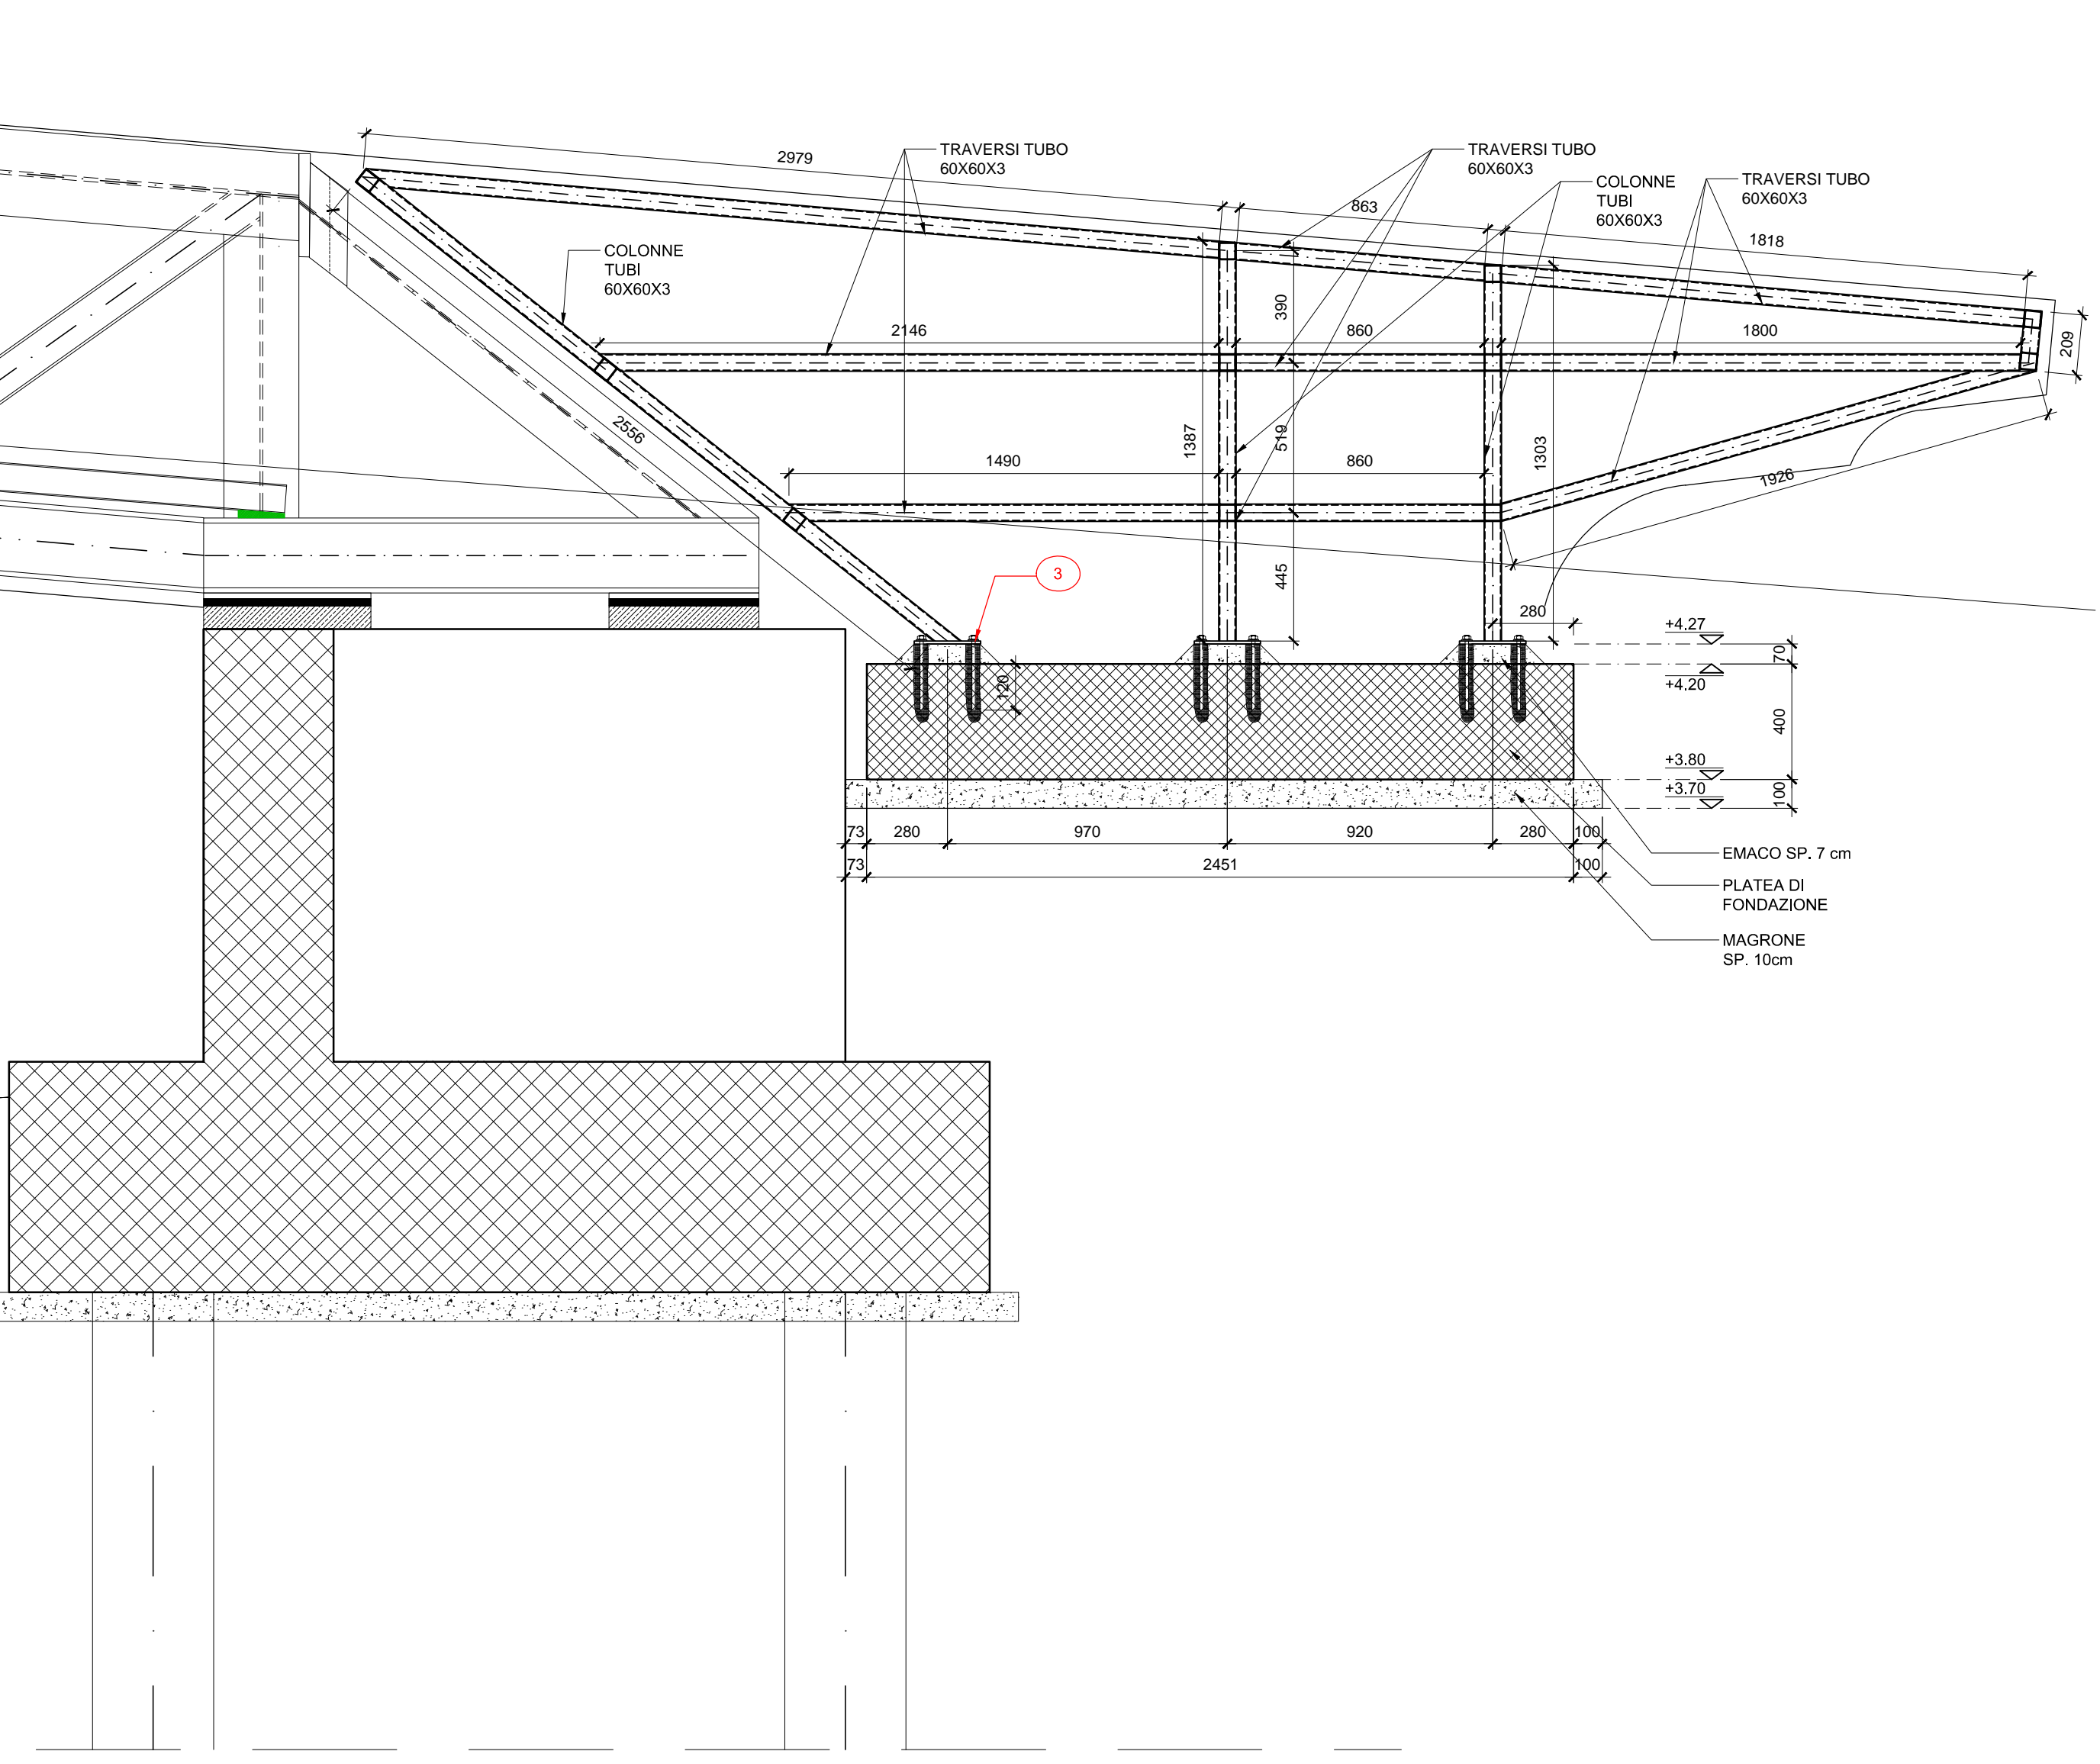 2979
TRAVERSI TUBO
60X60X3
TRAVERSI TUBO
60X60X3
COLONNE
TUBI
60X60X3
TRAVERSI TUBO
60X60X3
863
1818
COLONNE
TUBI
60X60X3
390
2146
860
1800
209
2556
1387
519
1303
1490
860
1926
3
445
280
+4.27
70
+4.20
120
400
+3.80
+3.70
100
73
280
970
920
280
100
73
2451
100
EMACO SP. 7 cm
PLATEA DI
FONDAZIONE
MAGRONE
SP. 10cm